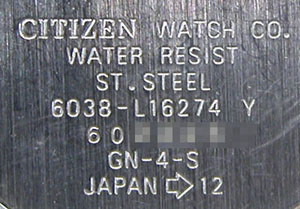 CITIZEN WATCH CO.
WATER RESIST
ST. STEEL
6038-L16274 Y
60
GN-4-S
JAPAN ⇨ 12